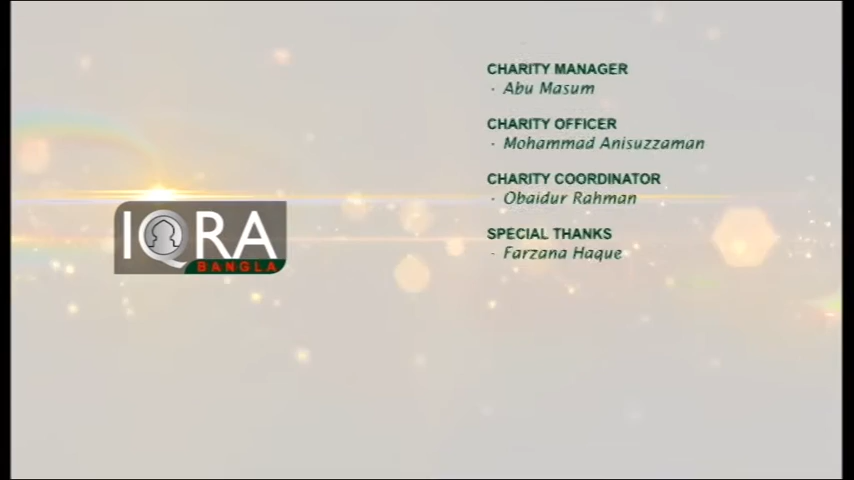 CHARITY MANAGER
- Abu Masum
CHARITY OFFICER
- Mohammad Anisuzzaman
CHARITY COORDINATOR
- Obaidur Rahman
SPECIAL THANKS
- Farzana Haque
IQRA
BANGLA